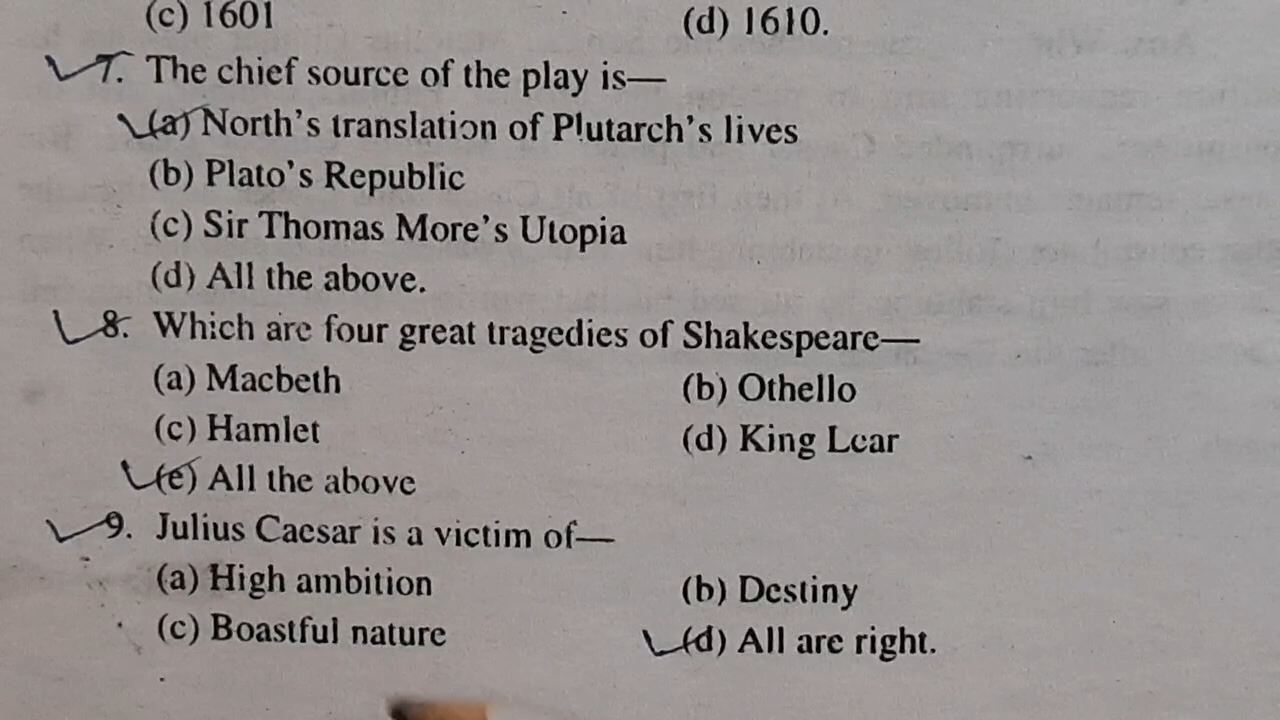 (c) 1601 (d) 1610.
7. The chief source of the play is—
(a) North's translation of Plutarch's lives
(b) Plato's Republic
(c) Sir Thomas More's Utopia
(d) All the above.
8. Which are four great tragedies of Shakespeare—
(a) Macbeth (b) Othello
(c) Hamlet (d) King Lear
(e) All the above
9. Julius Caesar is a victim of—
(a) High ambition (b) Destiny
(c) Boastful nature (d) All are right.